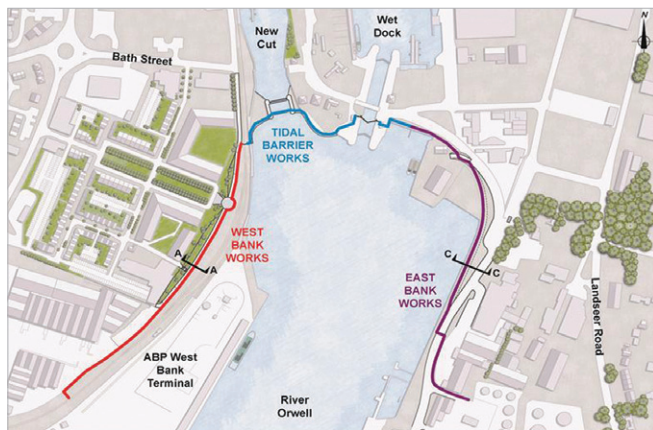 Wet
Dock
New
Cut
N
Bath Street
TIDAL
BARRIER
WORKS
WEST
BANK
WORKS
A
A
C
C
EAST
BANK
WORKS
Landseer Road
ABP West
Bank
Terminal
River
Orwell